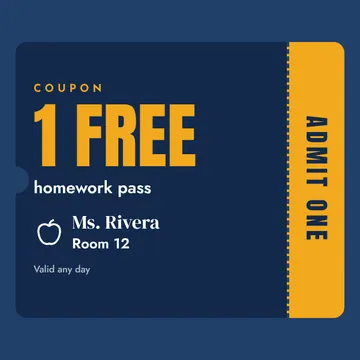 COUPON
1 FREE
homework pass
Ms. Rivera
Room 12
Valid any day
ADMIT ONE